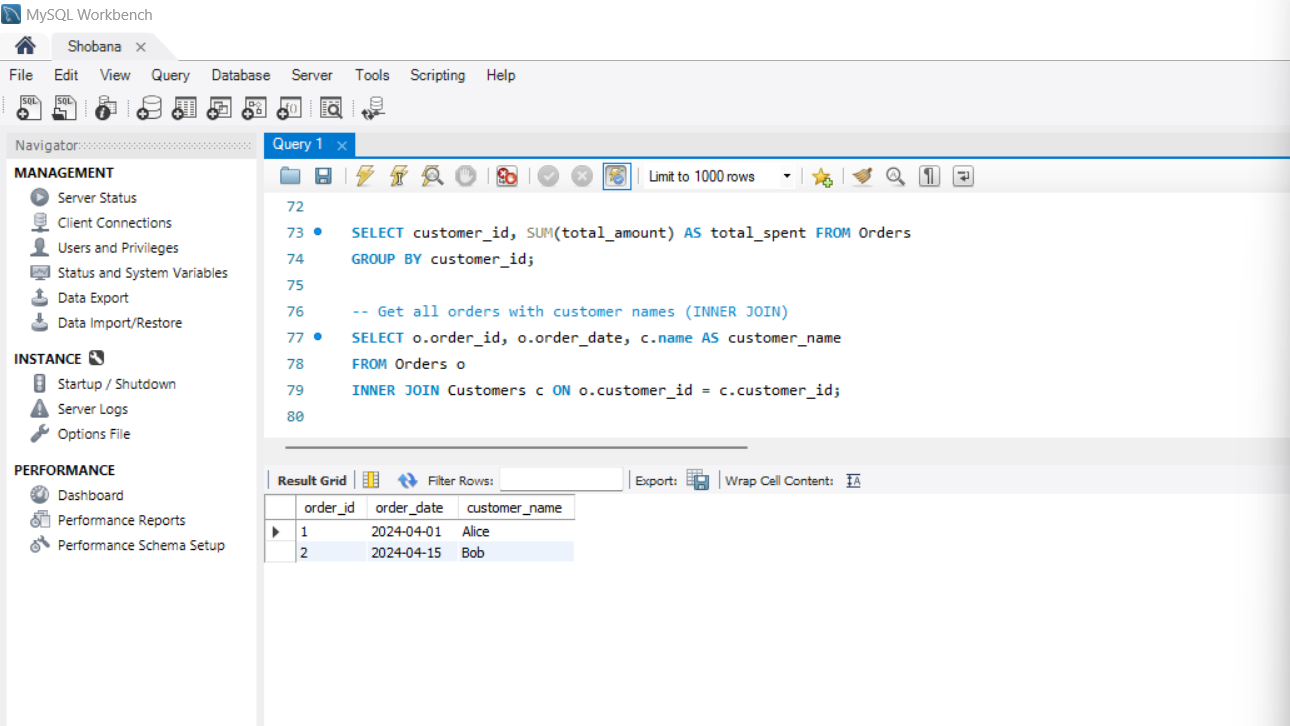 MySQL Workbench
Shobana
File Edit View Query Database Server Tools Scripting Help
Navigator
MANAGEMENT
Server Status
Client Connections
Users and Privileges
Status and System Variables
Data Export
Data Import/Restore
INSTANCE
Startup / Shutdown
Server Logs
Options File
PERFORMANCE
Dashboard
Performance Reports
Performance Schema Setup
Query 1
Limit to 1000 rows
72
73 SELECT customer_id, SUM(total_amount) AS total_spent FROM Orders
74 GROUP BY customer_id;
75
76 -- Get all orders with customer names (INNER JOIN)
77 SELECT o.order_id, o.order_date, c.name AS customer_name
78 FROM Orders o
79 INNER JOIN Customers c ON o.customer_id = c.customer_id;
80
Result Grid Filter Rows: Export: Wrap Cell Content:
order_id order_date customer_name
1 2024-04-01 Alice
2 2024-04-15 Bob